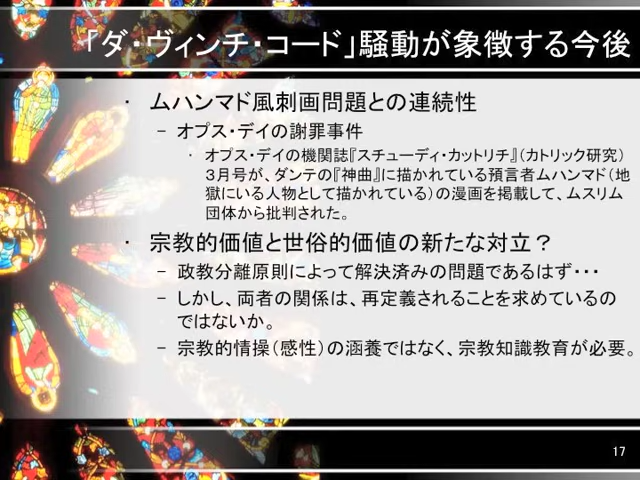 「ダ・ヴィンチ・コード」騒動が象徴する今後
・ ムハンマド風刺画問題との連続性
– オプス・デイの謝罪事件
・ オプス・デイの機関誌『スチューディ・カットリチ』(カトリック研究)
３月号が、ダンテの『神曲』に描かれている預言者ムハンマド(地
獄にいる人物として描かれている)の漫画を掲載して、ムスリム
団体から批判された。
・ 宗教的価値と世俗的価値の新たな対立？
– 政教分離原則によって解決済みの問題であるはず・・・
– しかし、両者の関係は、再定義されることを求めているの
ではないか。
– 宗教的情操(感性)の涵養ではなく、宗教知識教育が必要。
17